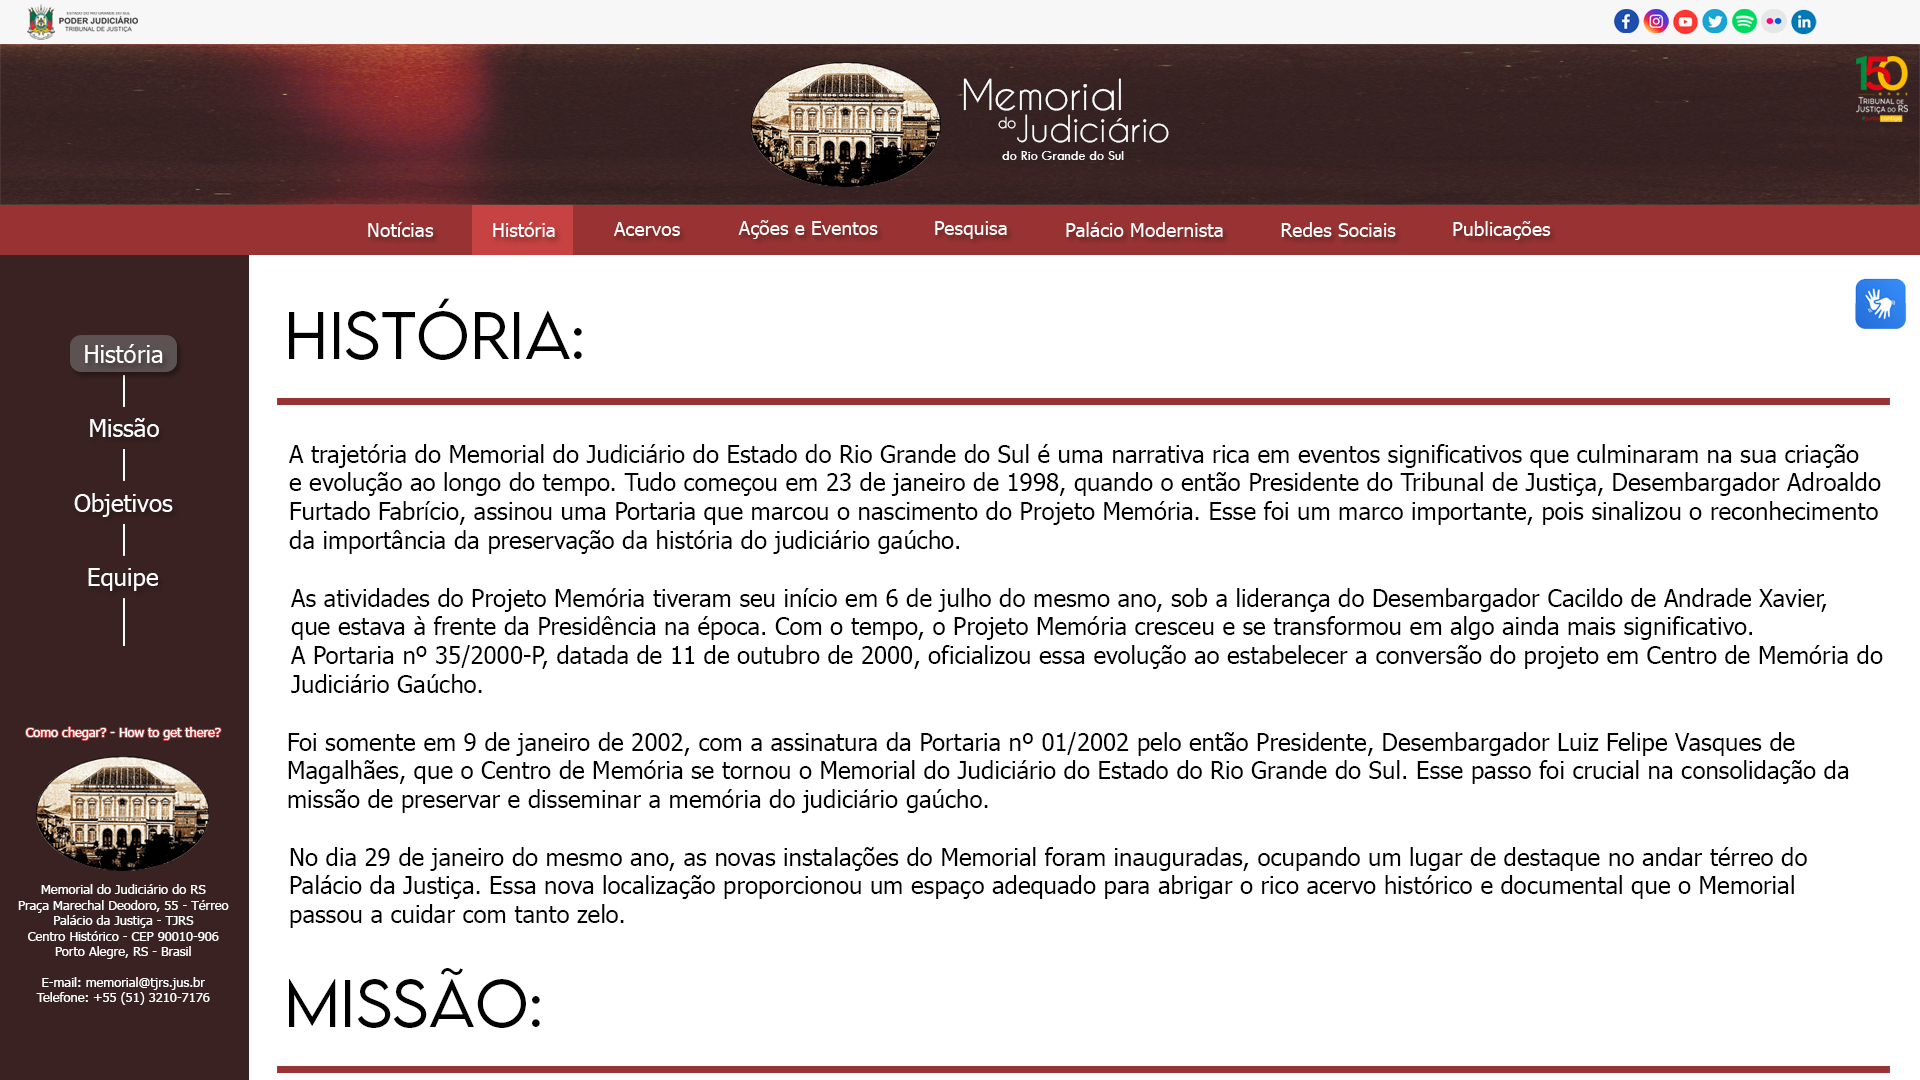 ESTADO DO RIO GRANDE DO SUL
PODER JUDICIÁRIO
TRIBUNAL DE JUSTIÇA
Memorial
do Judiciário
do Rio Grande do Sul
150
TRIBUNAL DE
JUSTIÇA DO RS
Notícias
História
Acervos
Ações e Eventos
Pesquisa
Palácio Modernista
Redes Sociais
Publicações
História
Missão
Objetivos
Equipe
Como chegar? - How to get there?
Memorial do Judiciário do RS
Praça Marechal Deodoro, 55 - Térreo
Palácio da Justiça - TJRS
Centro Histórico - CEP 90010-906
Porto Alegre, RS - Brasil
E-mail: memorial@tjrs.jus.br
Telefone: +55 (51) 3210-7176
HISTÓRIA:
A trajetória do Memorial do Judiciário do Estado do Rio Grande do Sul é uma narrativa rica em eventos significativos que culminaram na sua criação
e evolução ao longo do tempo. Tudo começou em 23 de janeiro de 1998, quando o então Presidente do Tribunal de Justiça, Desembargador Adroaldo
Furtado Fabrício, assinou uma Portaria que marcou o nascimento do Projeto Memória. Esse foi um marco importante, pois sinalizou o reconhecimento
da importância da preservação da história do judiciário gaúcho.
As atividades do Projeto Memória tiveram seu início em 6 de julho do mesmo ano, sob a liderança do Desembargador Cacildo de Andrade Xavier,
que estava à frente da Presidência na época. Com o tempo, o Projeto Memória cresceu e se transformou em algo ainda mais significativo.
A Portaria nº 35/2000-P, datada de 11 de outubro de 2000, oficializou essa evolução ao estabelecer a conversão do projeto em Centro de Memória do
Judiciário Gaúcho.
Foi somente em 9 de janeiro de 2002, com a assinatura da Portaria nº 01/2002 pelo então Presidente, Desembargador Luiz Felipe Vasques de
Magalhães, que o Centro de Memória se tornou o Memorial do Judiciário do Estado do Rio Grande do Sul. Esse passo foi crucial na consolidação da
missão de preservar e disseminar a memória do judiciário gaúcho.
No dia 29 de janeiro do mesmo ano, as novas instalações do Memorial foram inauguradas, ocupando um lugar de destaque no andar térreo do
Palácio da Justiça. Essa nova localização proporcionou um espaço adequado para abrigar o rico acervo histórico e documental que o Memorial
passou a cuidar com tanto zelo.
MISSÃO: